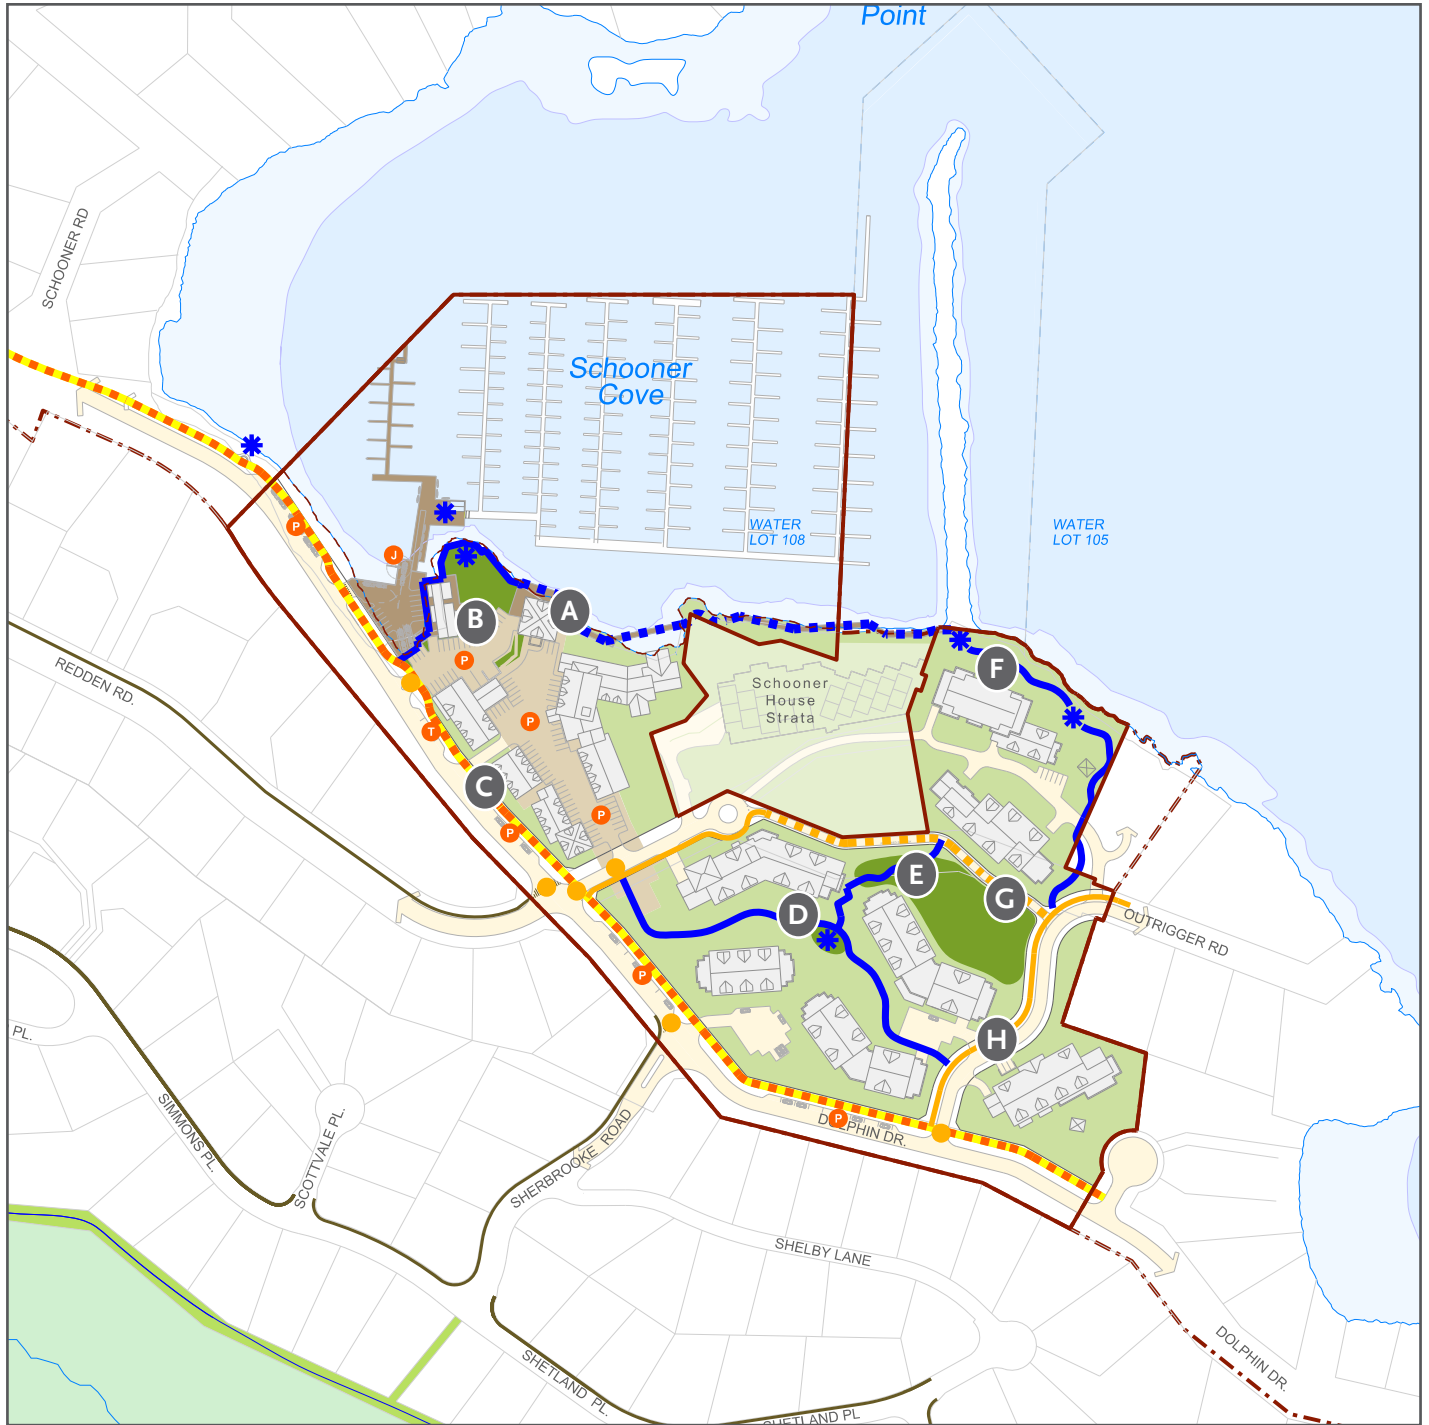 Point
SCHOONER RD
Schooner
Cove
WATER
LOT 108
WATER
LOT 105
P
J
A
B
P
F
REDDEN RD.
Schooner
House
Strata
P
T
C
P
P
E
G
D
OUTRIGGER RD
P
H
PL.
SIMMONS PL.
SCOTTVALE PL.
SHERBROOKE ROAD
P
DOLPHIN DR.
SHELBY LANE
SHETLAND PL.
SHETLAND PL
DOLPHIN DR.